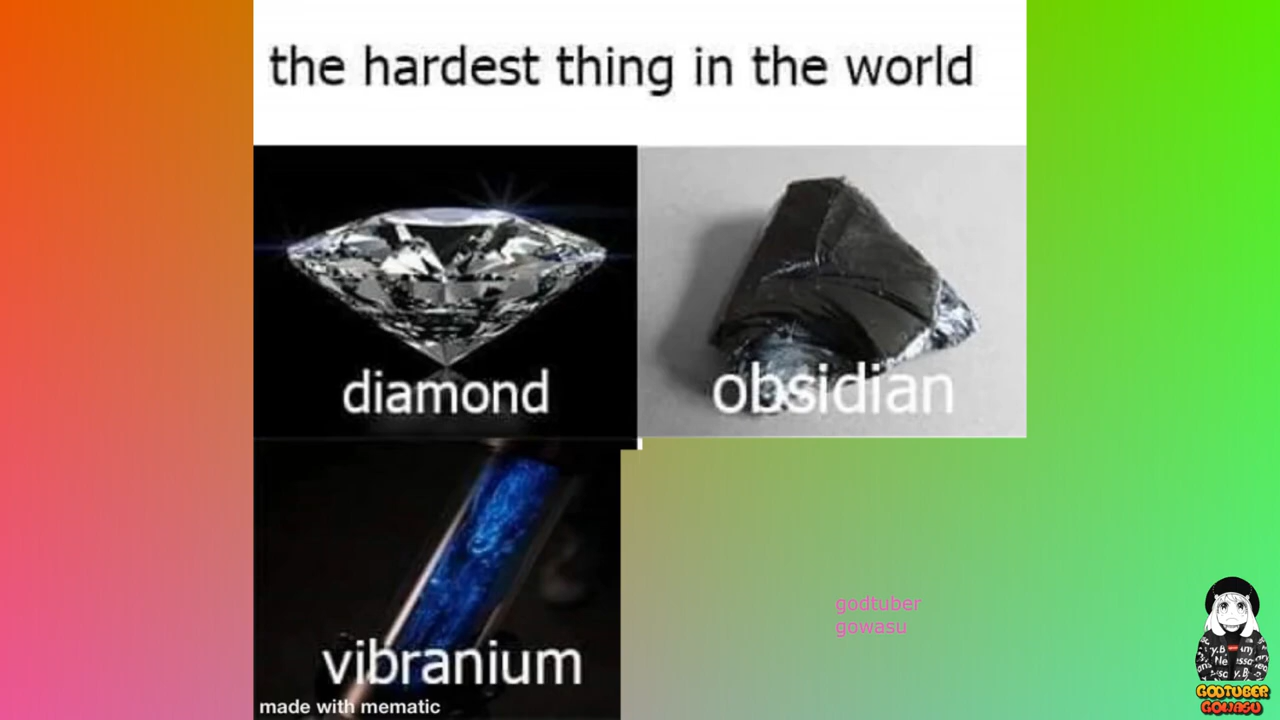 the hardest thing in the world
diamond
obsidian
vibranium
made with mematic
godtuber
gowasu
GODTUBER
GOWASU